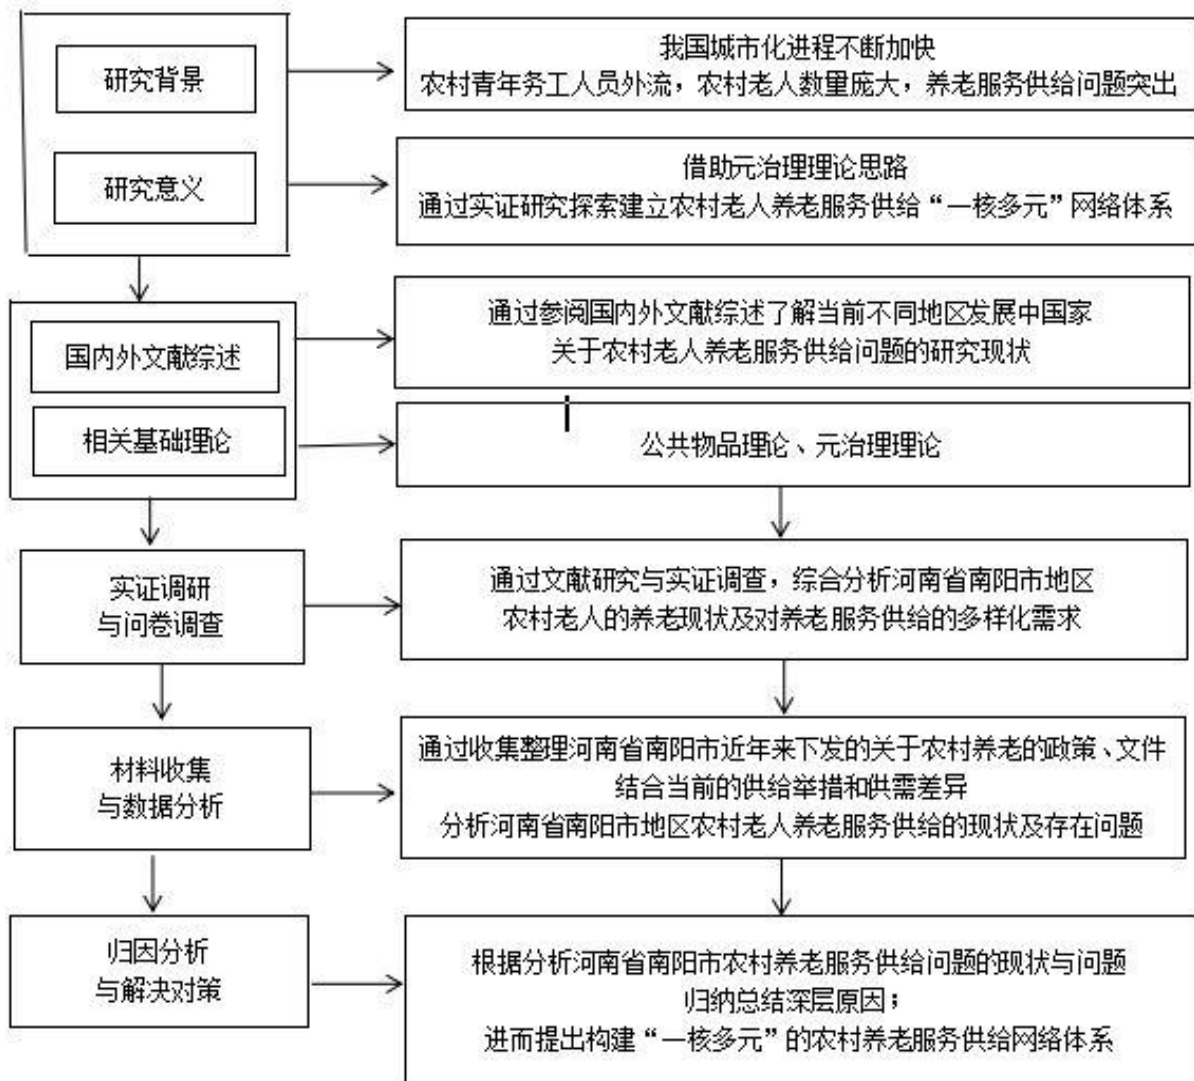 研究背景
我国城市化进程不断加快
农村青年务工人员外流，农村老人数量庞大，养老服务供给问题突出
研究意义
借助元治理理论思路
通过实证研究探索建立农村老人养老服务供给“一核多元”网络体系
国内外文献综述
通过参阅国内外文献综述了解当前不同地区发展中国家
关于农村老人养老服务供给问题的研究现状
相关基础理论
公共物品理论、元治理理论
实证调研
与问卷调查
通过文献研究与实证调查，综合分析河南省南阳市地区
农村老人的养老现状及对养老服务供给的多样化需求
材料收集
与数据分析
通过收集整理河南省南阳市近年来下发的关于农村养老的政策、文件
结合当前的供给举措和供需差异
分析河南省南阳市地区农村老人养老服务供给的现状及存在问题
归因分析
与解决对策
根据分析河南省南阳市农村养老服务供给问题的现状与问题
归纳总结深层原因；
进而提出构建“一核多元”的农村养老服务供给网络体系